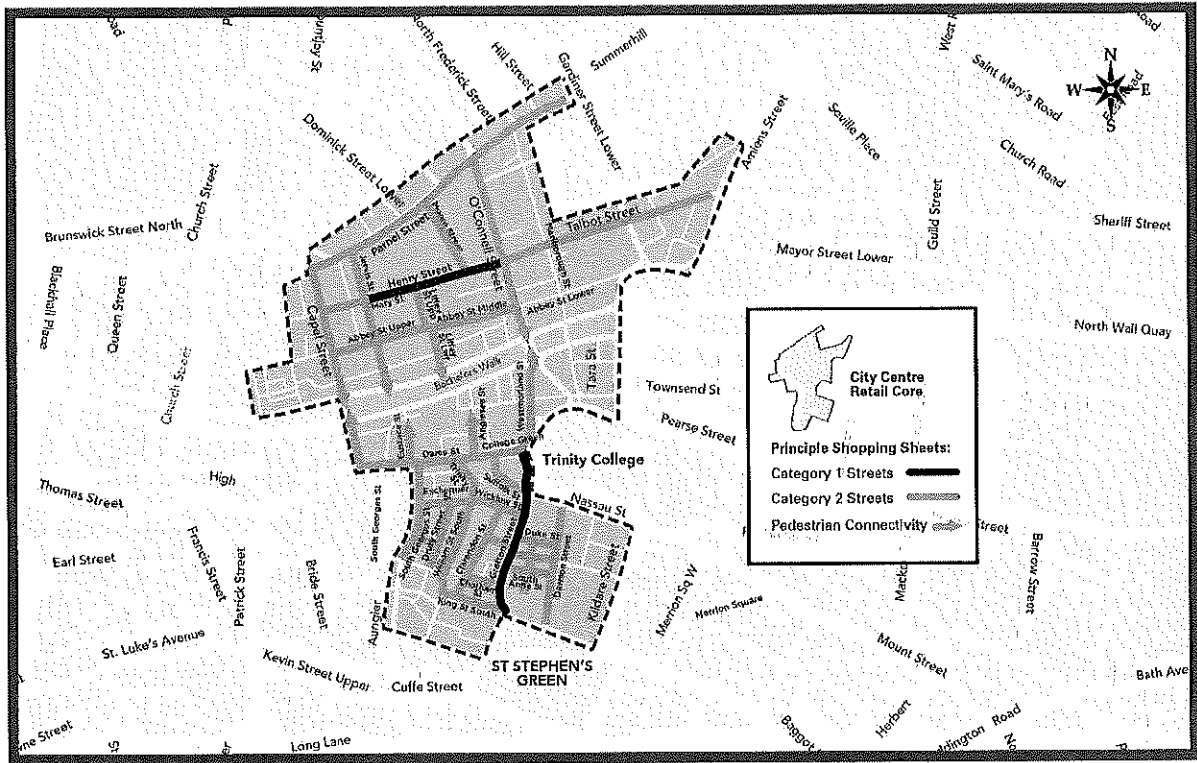 Hill Street
North Frederick Street
Gardiner Street Lower
Summerhill
N
W
E
S
Saint Mary's Road
Church Road
Seville Place
Amions Street
Dominick Street Lower
Church Street
Brunswick Street North
Blackhall Place
Queen Street
Church Street
Parnel Street
O'Connell Street
Talbot Street
Guild Street
Sheriff Street
Mayor Street Lower
North Wall Quay
Henry Street
Mary St
Capel Street
Abbey St Upper
Abbey St Middle
Abbey St Lower
Bachelors Walk
Tara St
Townsend St
Pearse Street
City Centre
Retail Core
Principle Shopping Sheets:
Category 1 Streets
Category 2 Streets
Pedestrian Connectivity
Street
Dame St
College Green
Trinity College
Nassau St
High
Thomas Street
Earl Street
Francis Street
Patrick Street
Bride Street
South Georges St
Duke St
Dawson Street
Kildare Street
King St South
Aungier
Merrion Sq W
Merrion Square
Barrow Street
St. Luke's Avenue
Kevin Street Upper
Cuffe Street
ST STEPHEN'S
GREEN
Mount Street
Bath Ave
Baggot
Herbert
Road
Long Lane